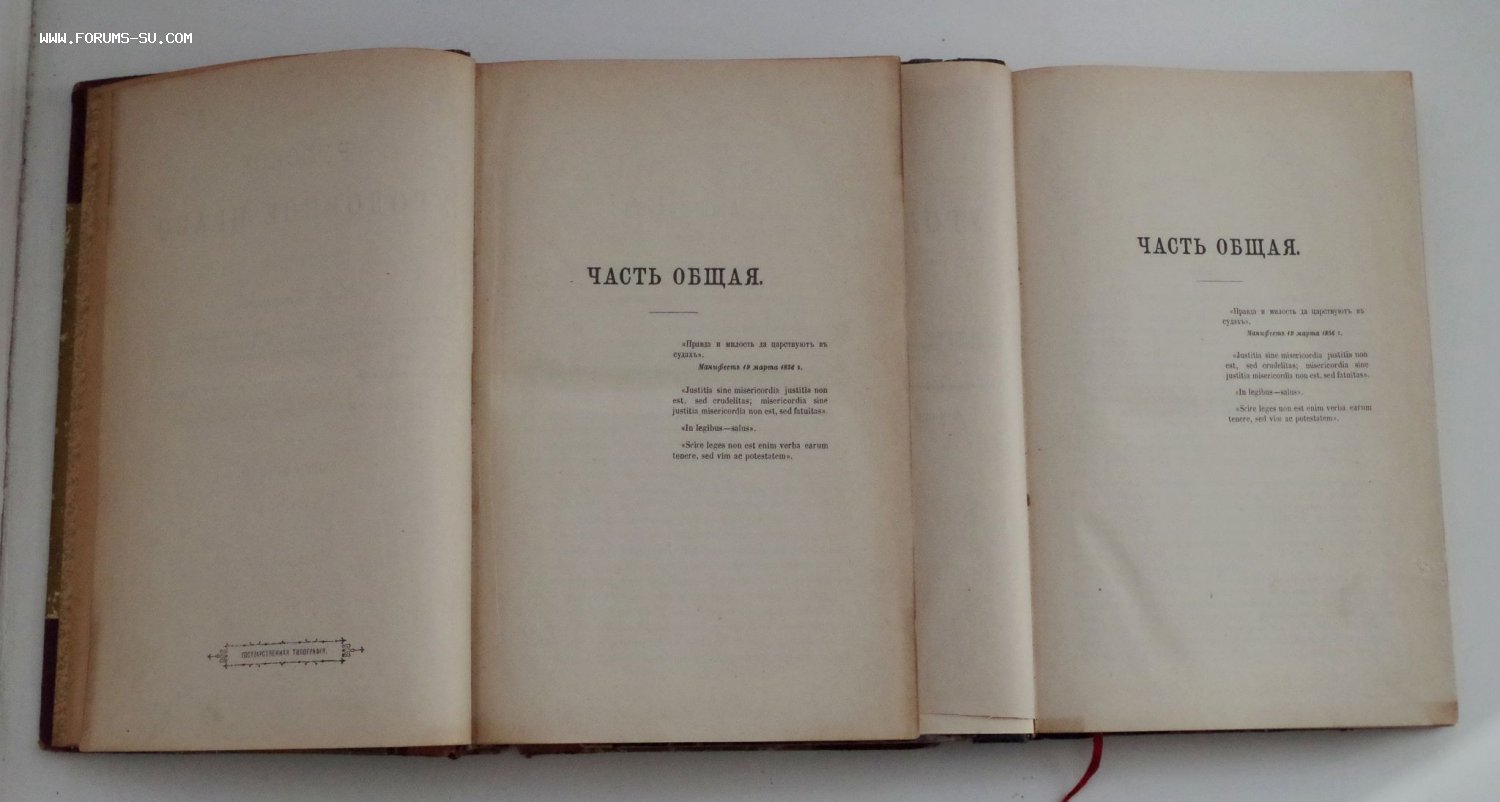 WWW.FORUMS-SU.COM
ГОСУДАРСТВЕННАЯ ТИПОГРАФІЯ.
ЧАСТЬ ОБЩАЯ.
«Правда и милость да царствуютъ въ
судахъ».
Манифестъ 19 марта 1856 г.
«Justitia sine misericordia justitia non
est, sed crudelitas; misericordia sine
justitia misericordia non est, sed fatuitas».
«In legibus—salus».
«Scire leges non est enim verba earum
tenere, sed vim ac potestatem».
ЧАСТЬ ОБЩАЯ.
«Правда и милость да царствуютъ въ
судахъ».
Манифестъ 19 марта 1856 г.
«Justitia sine misericordia justitia non
est, sed crudelitas; misericordia sine
justitia misericordia non est, sed fatuitas».
«In legibus—salus».
«Scire leges non est enim verba earum
tenere, sed vim ac potestatem».